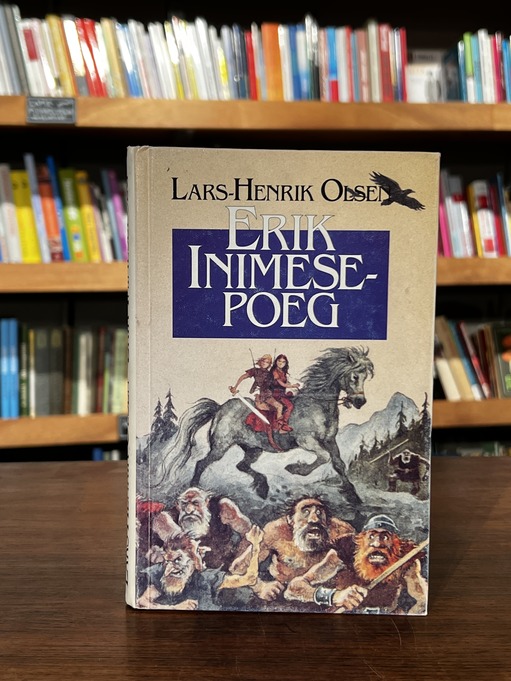 LARS-HENRIK OLSEN
ERIK
INIMESE-
POEG